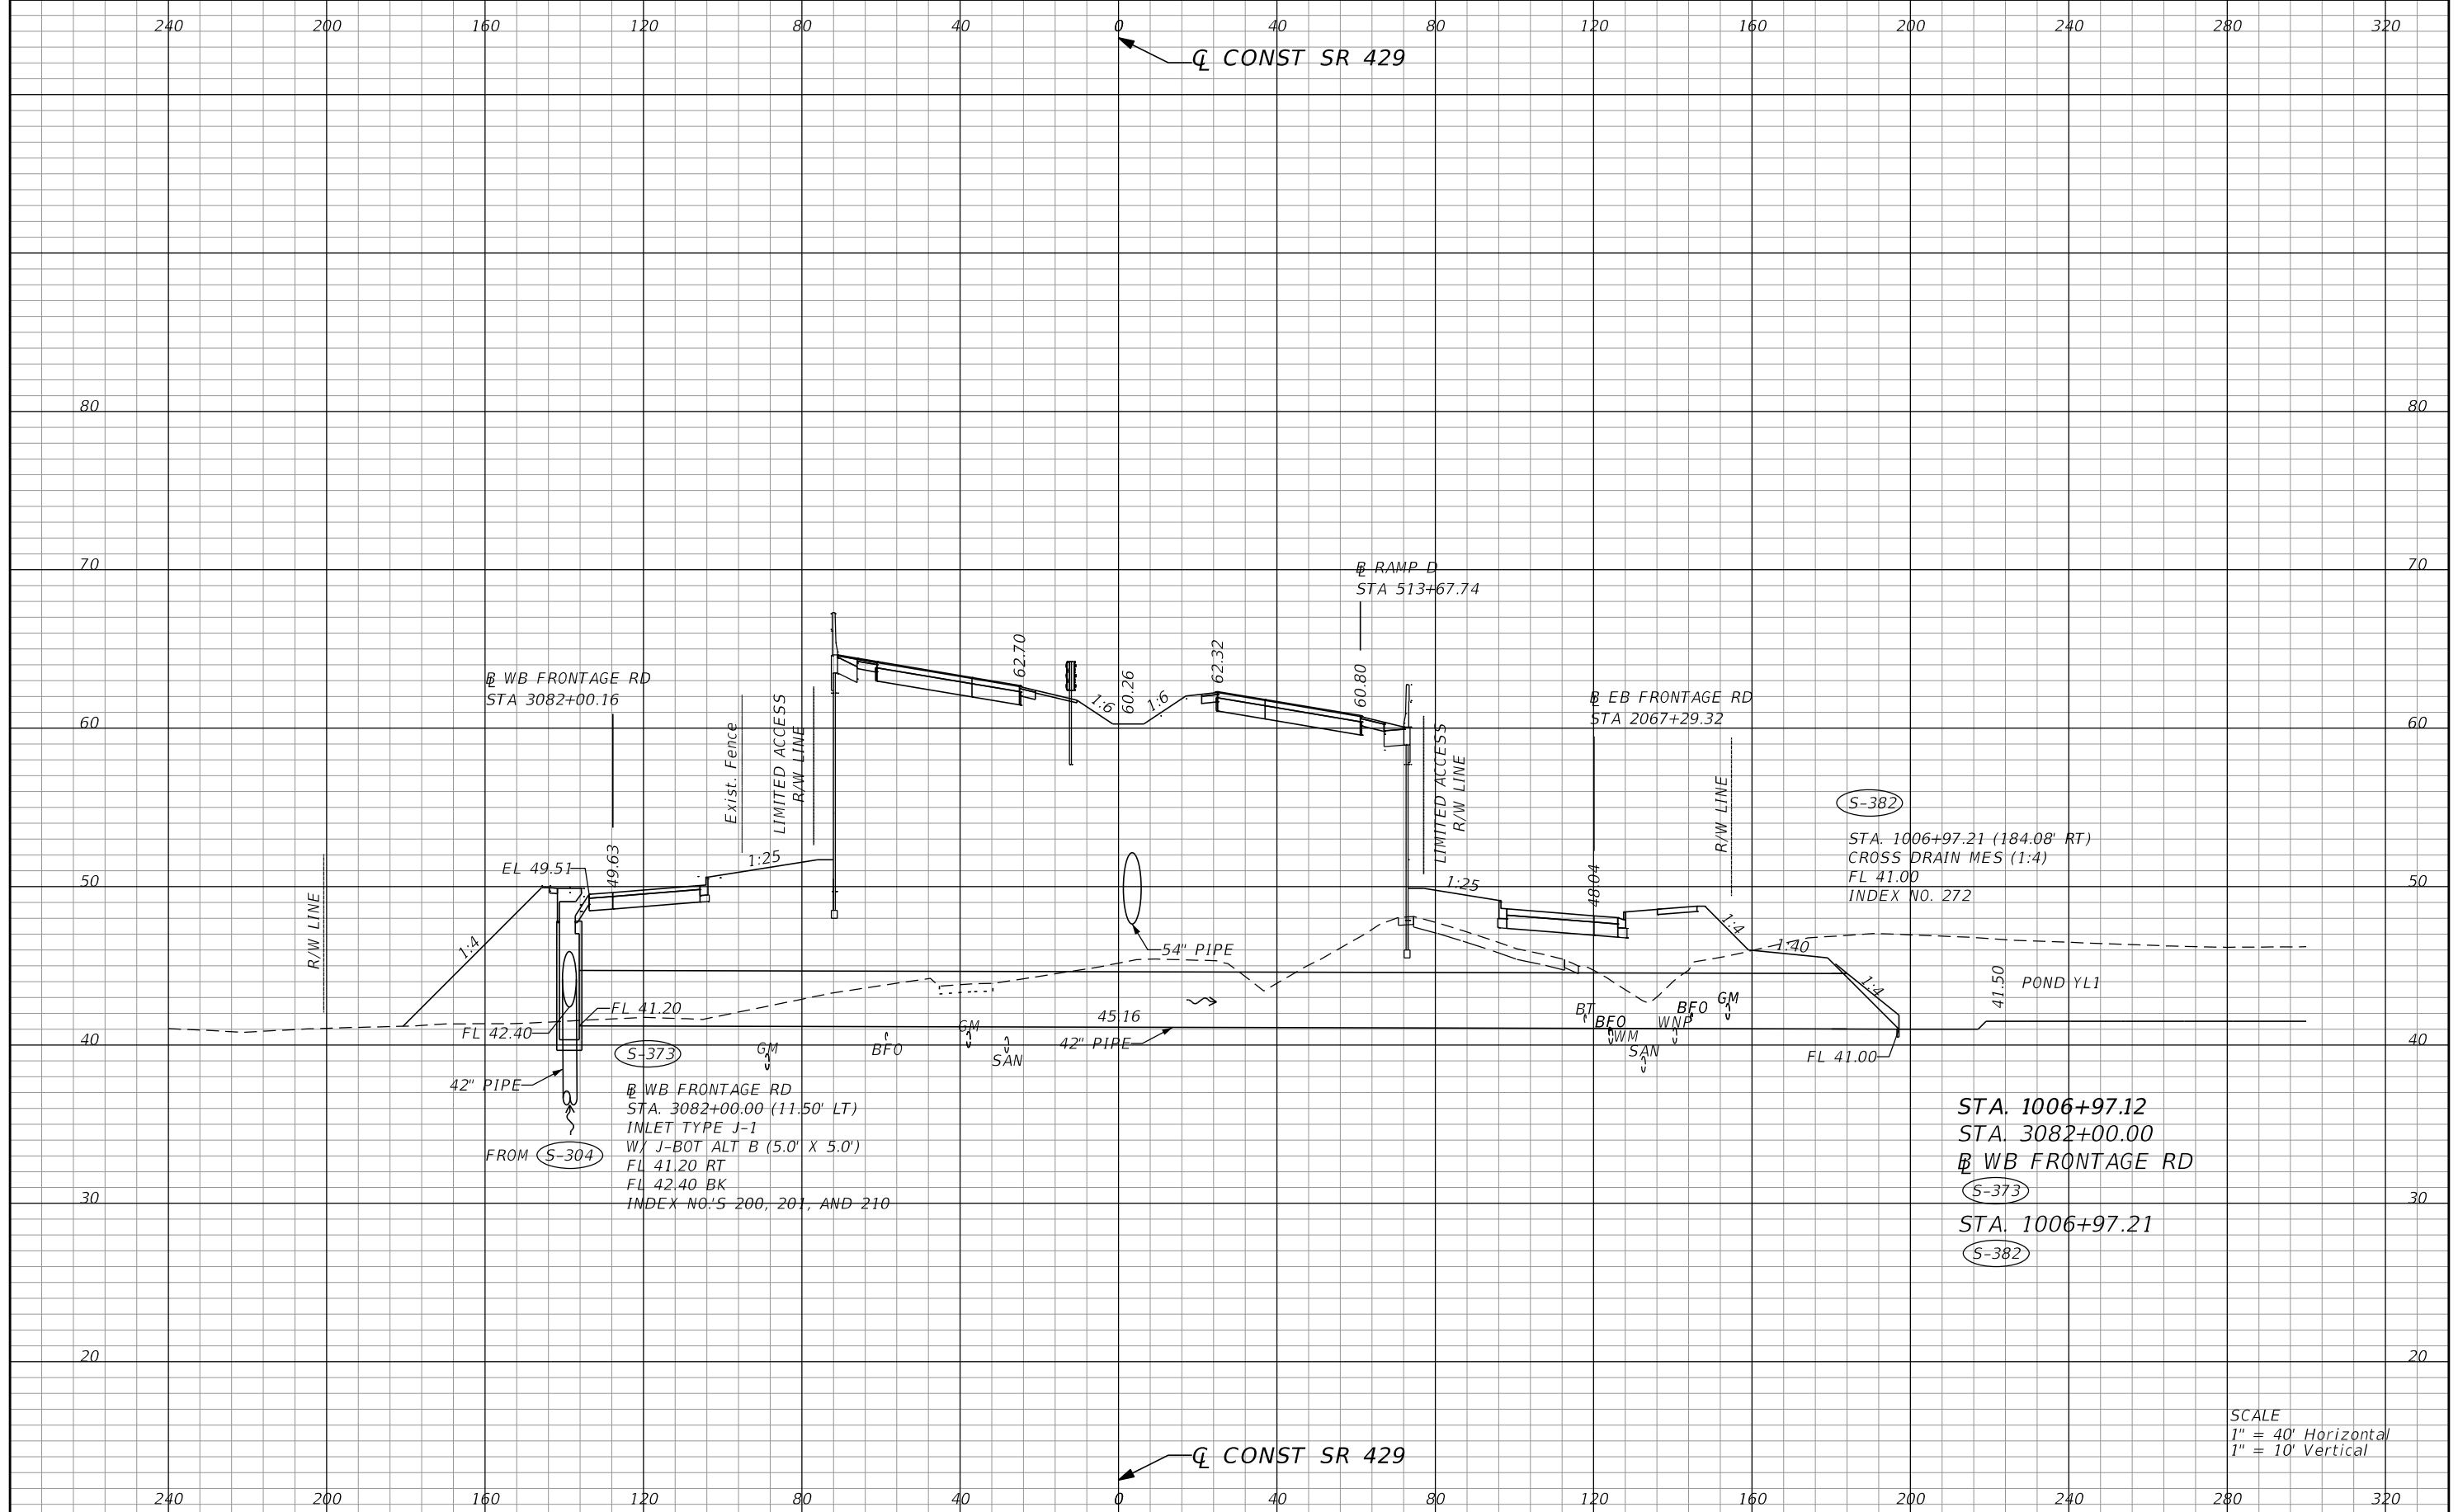 240 200 160 120 80 40 0 40 80 120 160 200 240 280 320
℄ CONST SR 429
80 80
70 70
℄ RAMP D
STA 513+67.74
B WB FRONTAGE RD
STA 3082+00.16
62.70
60.26
62.32
60.80
1:6
1:6
B EB FRONTAGE RD
STA 2067+29.32
60 60
Exist. Fence
LIMITED ACCESS
R/W LINE
LIMITED ACCESS
R/W LINE
R/W LINE
S-382
STA. 1006+97.21 (184.08' RT)
CROSS DRAIN MES (1:4)
FL 41.00
INDEX NO. 272
EL 49.51
49.63
1:25
1:25
48.04
50 50
R/W LINE
1:4
54" PIPE
1:4
1:40
1:4
41.50
POND YL1
FL 41.20
FL 42.40
45.16
42" PIPE
GM
BFO
GM
SAN
BT
BFO
WM
SAN
WNP
BFO
GM
FL 41.00
40 40
S-373
42" PIPE
B WB FRONTAGE RD
STA. 3082+00.00 (11.50' LT)
INLET TYPE J-1
W/ J-BOT ALT B (5.0' X 5.0')
FL 41.20 RT
FL 42.40 BK
INDEX NO.'S 200, 201, AND 210
FROM S-304
STA. 1006+97.12
STA. 3082+00.00
B WB FRONTAGE RD
S-373
STA. 1006+97.21
S-382
30 30
20 20
SCALE
1" = 40' Horizontal
1" = 10' Vertical
℄ CONST SR 429
240 200 160 120 80 40 0 40 80 120 160 200 240 280 320